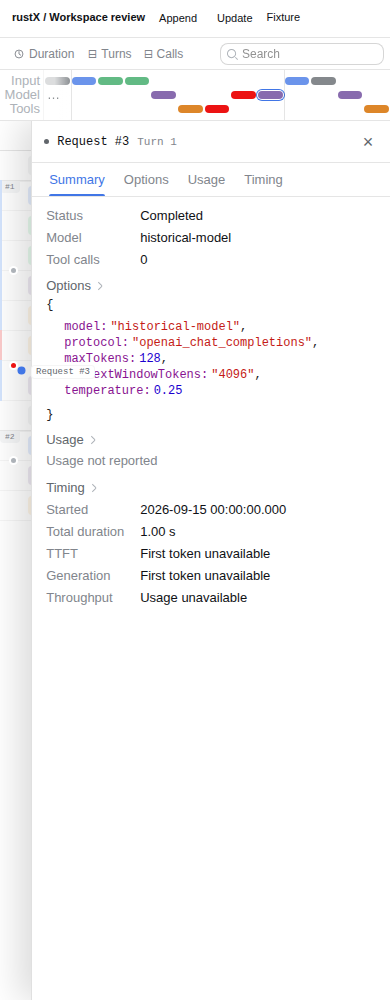 rustX / Workspace review Append Update Fixture
Duration Turns Calls Search
Input
Model ...
Tools
Request #3 Turn 1 ×
Summary Options Usage Timing
#1
Status Completed
Model historical-model
Tool calls 0
Options
{
model: "historical-model",
protocol: "openai_chat_completions",
maxTokens: 128,
Request #3 extWindowTokens: "4096",
temperature: 0.25
}
#2
Usage
Usage not reported
Timing
Started 2026-09-15 00:00:00.000
Total duration 1.00 s
TTFT First token unavailable
Generation First token unavailable
Throughput Usage unavailable